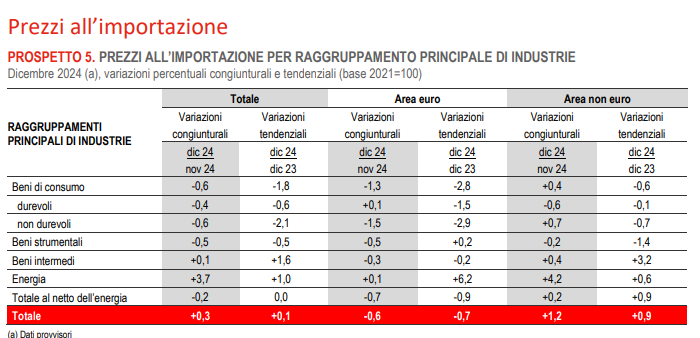 Prezzi all'importazione
PROSPETTO 5. PREZZI ALL'IMPORTAZIONE PER RAGGRUPPAMENTO PRINCIPALE DI INDUSTRIE
Dicembre 2024 (a), variazioni percentuali congiunturali e tendenziali (base 2021=100)
RAGGRUPPAMENTI PRINCIPALI DI INDUSTRIE
Totale Area euro Area non euro
Variazioni congiunturali Variazioni tendenziali Variazioni congiunturali Variazioni tendenziali Variazioni congiunturali Variazioni tendenziali
dic 24 dic 24 dic 24 dic 24 dic 24 dic 24
nov 24 dic 23 nov 24 dic 23 nov 24 dic 23
Beni di consumo -0,6 -1,8 -1,3 -2,8 +0,4 -0,6
durevoli -0,4 -0,6 +0,1 -1,5 -0,6 -0,1
non durevoli -0,6 -2,1 -1,5 -2,9 +0,7 -0,7
Beni strumentali -0,5 -0,5 -0,5 +0,2 -0,2 -1,4
Beni intermedi +0,1 +1,6 -0,3 -0,2 +0,4 +3,2
Energia +3,7 +1,0 +0,1 +6,2 +4,2 +0,6
Totale al netto dell'energia -0,2 0,0 -0,7 -0,9 +0,2 +0,9
Totale +0,3 +0,1 -0,6 -0,7 +1,2 +0,9
(a) Dati provvisori